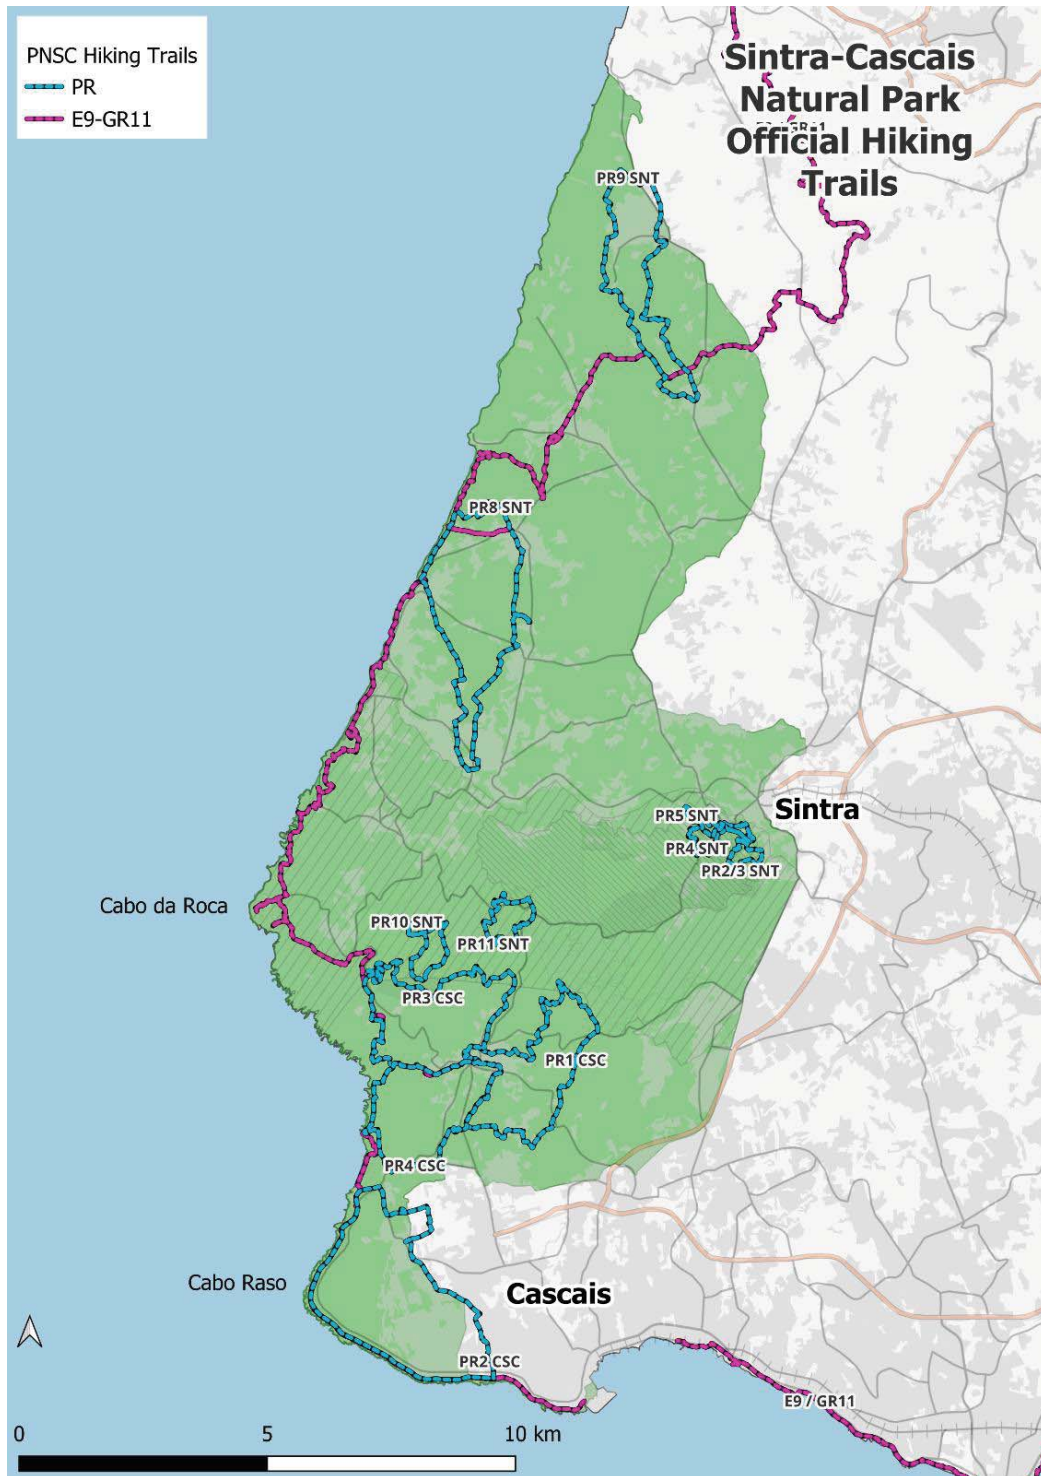 PNSC Hiking Trails
PR
E9-GR11
Sintra-Cascais
Natural Park
Official Hiking
Trails
E9 / GR11
PR9 SNT
PR8 SNT
Sintra
PR5 SNT
PR4 SNT
PR2/3 SNT
Cabo da Roca
PR10 SNT
PR11 SNT
PR3 CSC
PR1 CSC
PR4 CSC
Cabo Raso
Cascais
PR2 CSC
E9 / GR11
0 5 10 km